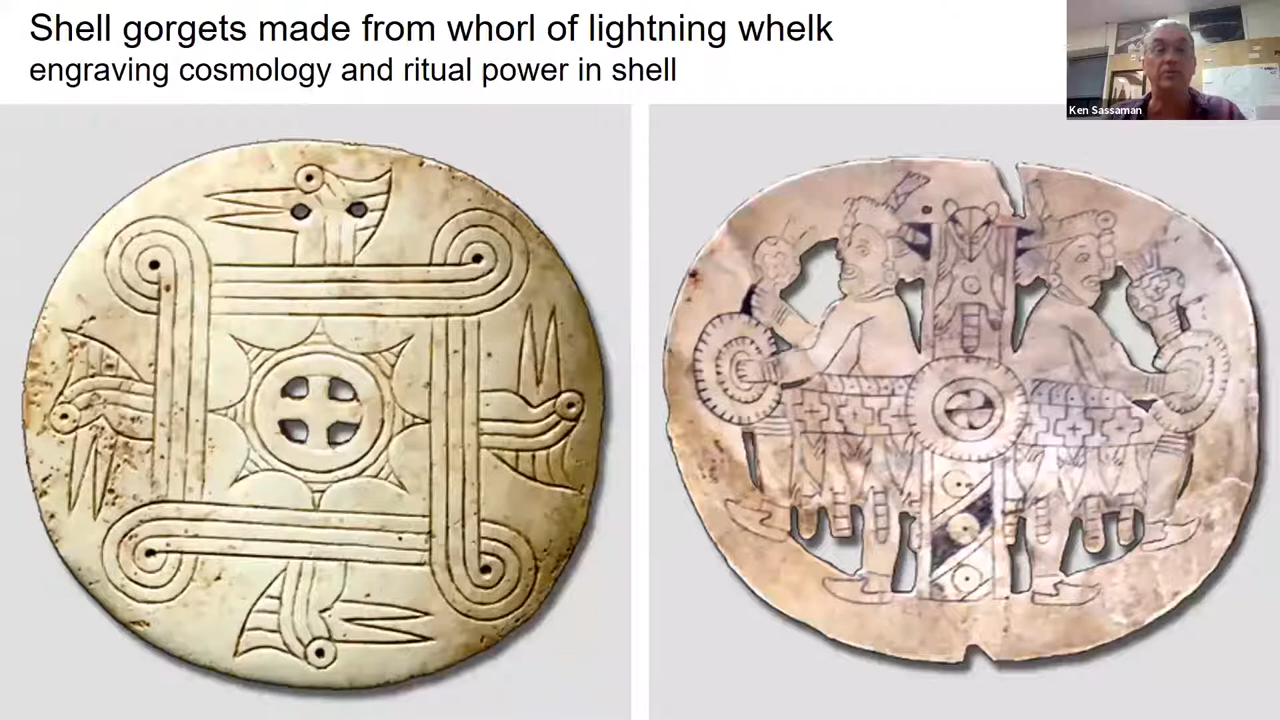 Shell gorgets made from whorl of lightning whelk
engraving cosmology and ritual power in shell
Ken Sassaman